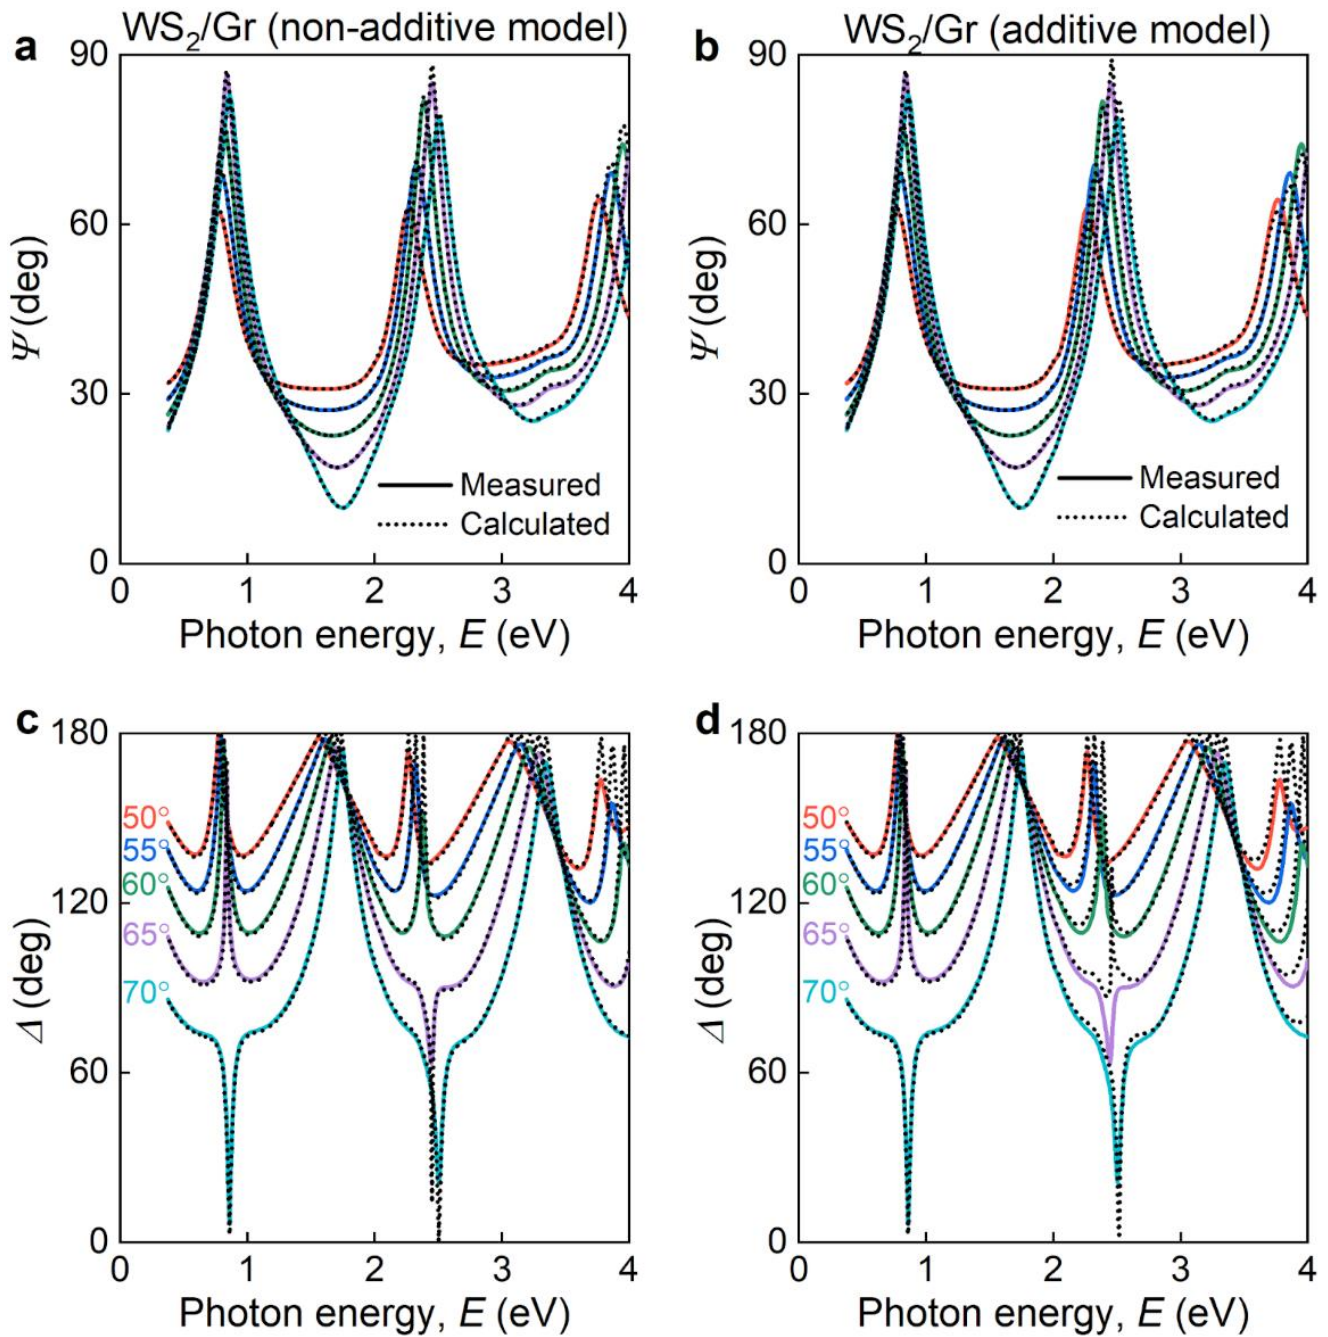 a WS₂/Gr (non-additive model)
90
60
30
0
Ψ (deg)
Measured
Calculated
0 1 2 3 4
Photon energy, E (eV)
b WS₂/Gr (additive model)
90
60
30
0
Ψ (deg)
Measured
Calculated
0 1 2 3 4
Photon energy, E (eV)
c
180
120
60
0
Δ (deg)
50°
55°
60°
65°
70°
0 1 2 3 4
Photon energy, E (eV)
d
180
120
60
0
Δ (deg)
50°
55°
60°
65°
70°
0 1 2 3 4
Photon energy, E (eV)